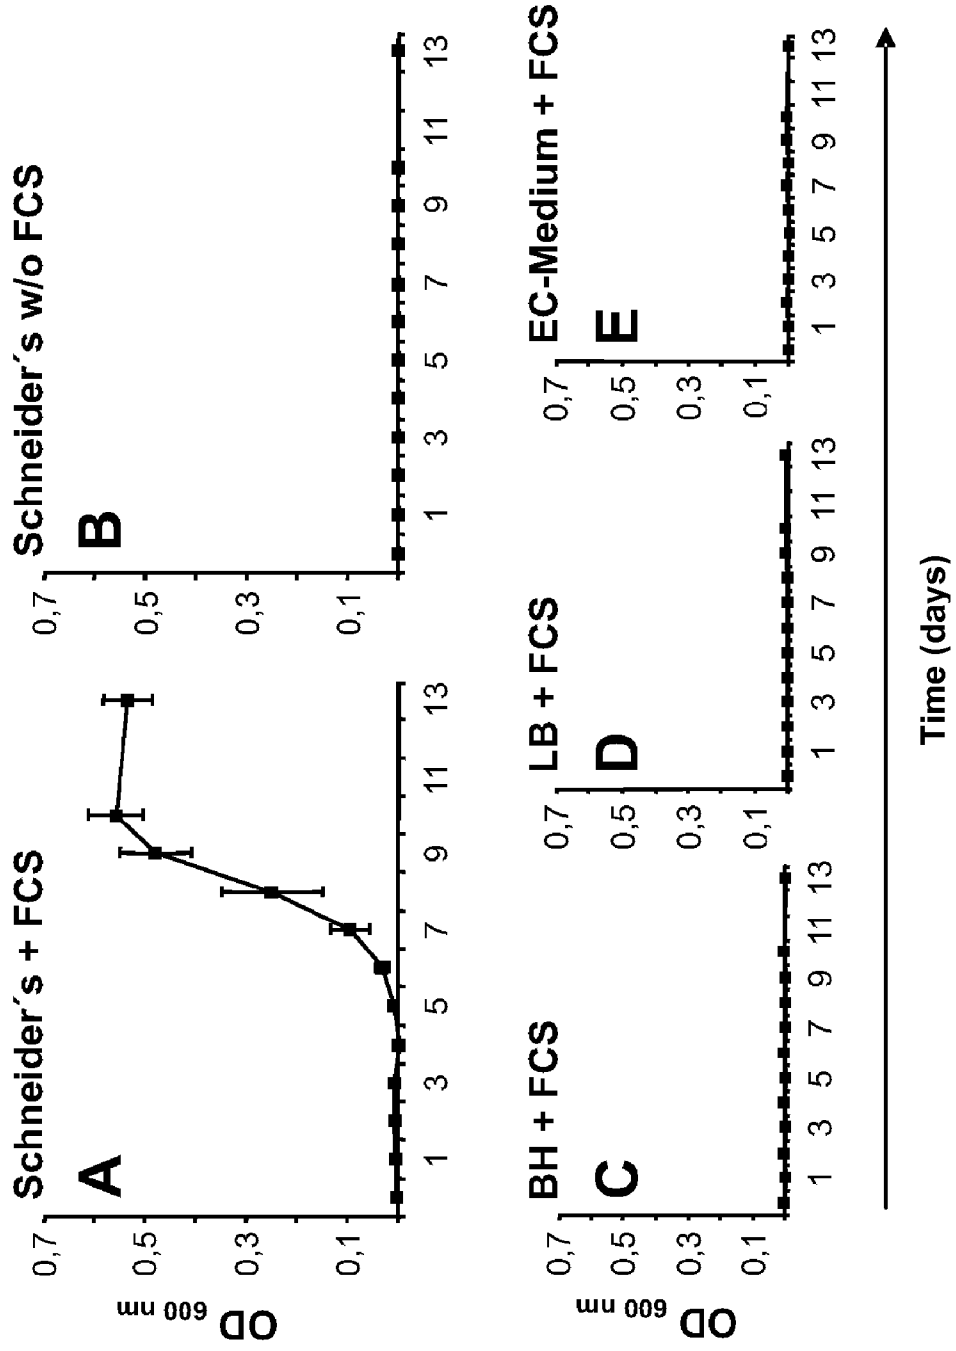 Schneider´s + FCS
A
0,7
0,5
0,3
0,1
OD 600 nm
1 3 5 7 9 11 13
Schneider´s w/o FCS
B
0,7
0,5
0,3
0,1
1 3 5 7 9 11 13
BH + FCS
C
0,7
0,5
0,3
0,1
OD 600 nm
1 3 5 7 9 11 13
LB + FCS
D
0,7
0,5
0,3
0,1
1 3 5 7 9 11 13
EC-Medium + FCS
E
0,7
0,5
0,3
0,1
1 3 5 7 9 11 13
Time (days)